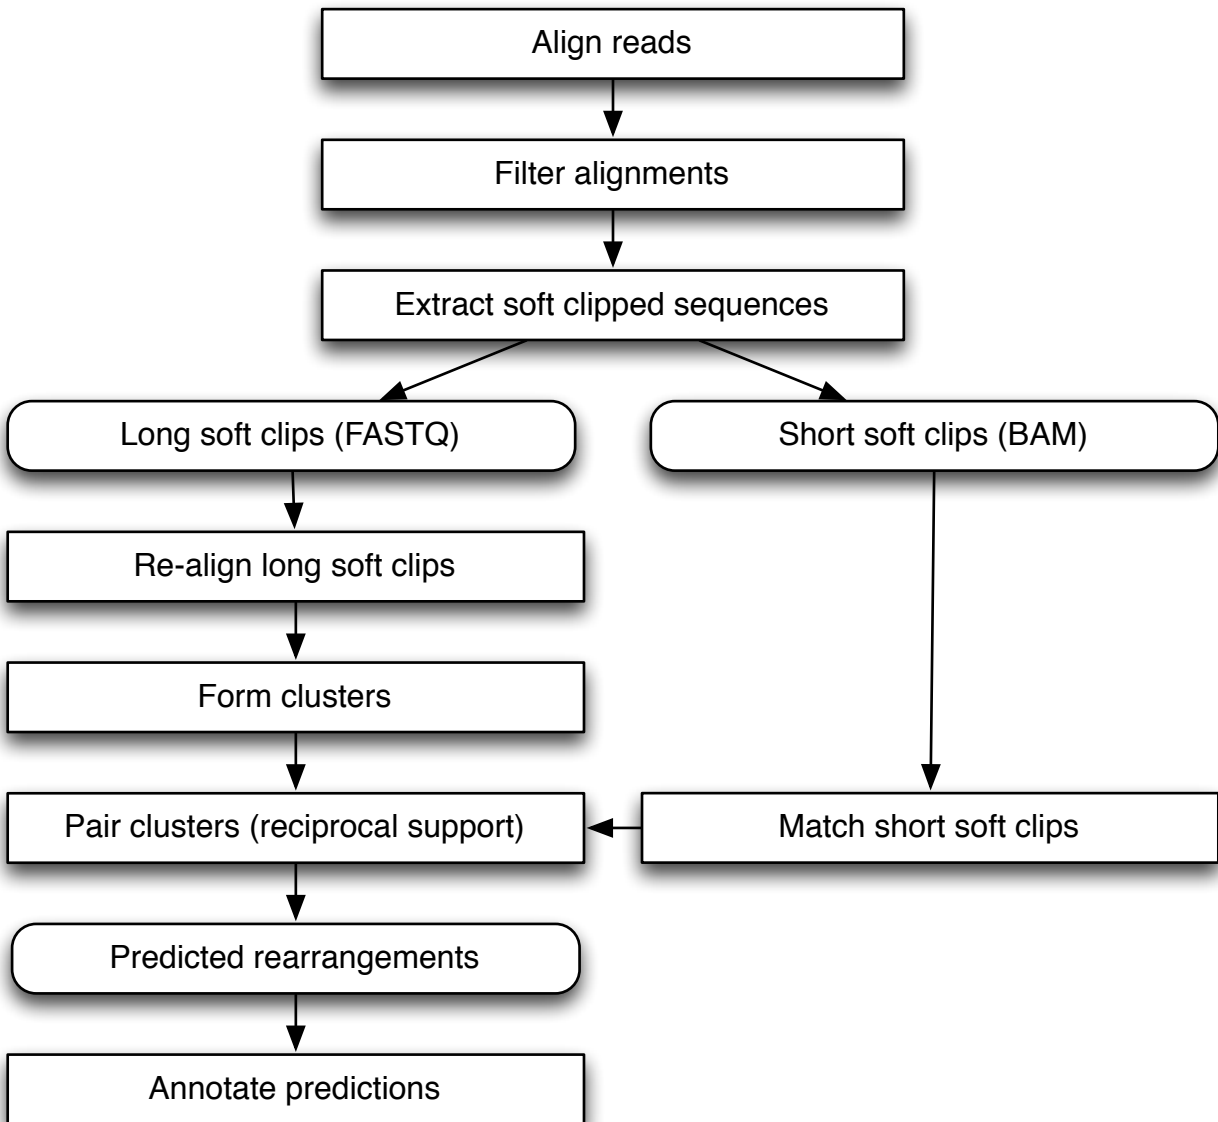 Align reads
Filter alignments
Extract soft clipped sequences
Long soft clips (FASTQ)
Short soft clips (BAM)
Re-align long soft clips
Form clusters
Pair clusters (reciprocal support)
Match short soft clips
Predicted rearrangements
Annotate predictions